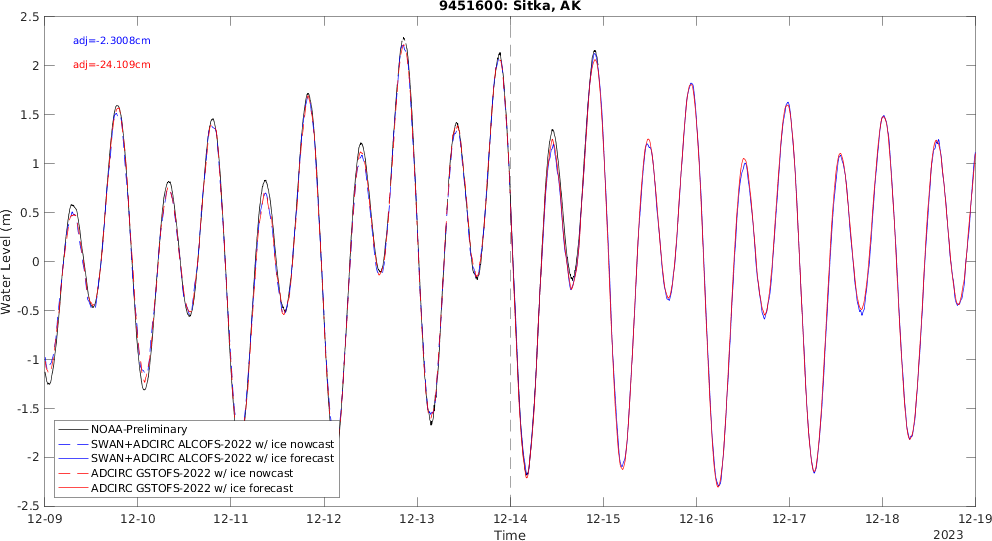 9451600: Sitka, AK
2.5
adj=-2.3008cm
2
adj=-24.109cm
1.5
1
0.5
Water Level (m)
0
-0.5
-1
-1.5
NOAA-Preliminary
SWAN+ADCIRC ALCOFS-2022 w/ ice nowcast
SWAN+ADCIRC ALCOFS-2022 w/ ice forecast
-2
ADCIRC GSTOFS-2022 w/ ice nowcast
ADCIRC GSTOFS-2022 w/ ice forecast
-2.5
12-09 12-10 12-11 12-12 12-13 12-14 12-15 12-16 12-17 12-18 12-19
Time
2023